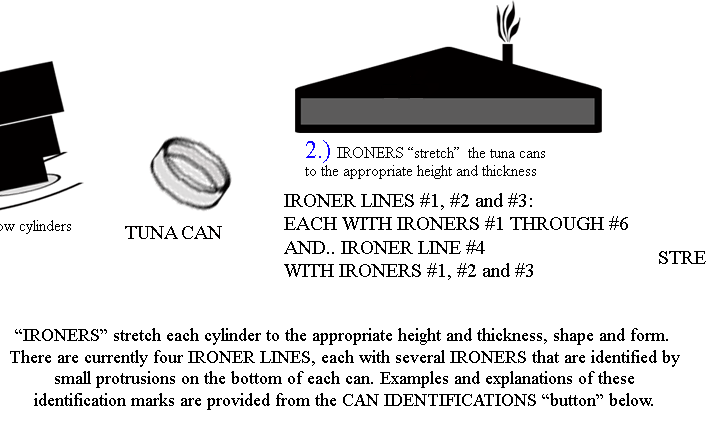 2.) IRONERS “stretch” the tuna cans
to the appropriate height and thickness
IRONER LINES #1, #2 and #3:
EACH WITH IRONERS #1 THROUGH #6
AND.. IRONER LINE #4
WITH IRONERS #1, #2 and #3
ow cylinders
TUNA CAN
STRE
“IRONERS” stretch each cylinder to the appropriate height and thickness, shape and form.
There are currently four IRONER LINES, each with several IRONERS that are identified by
small protrusions on the bottom of each can. Examples and explanations of these
identification marks are provided from the CAN IDENTIFICATIONS “button” below.